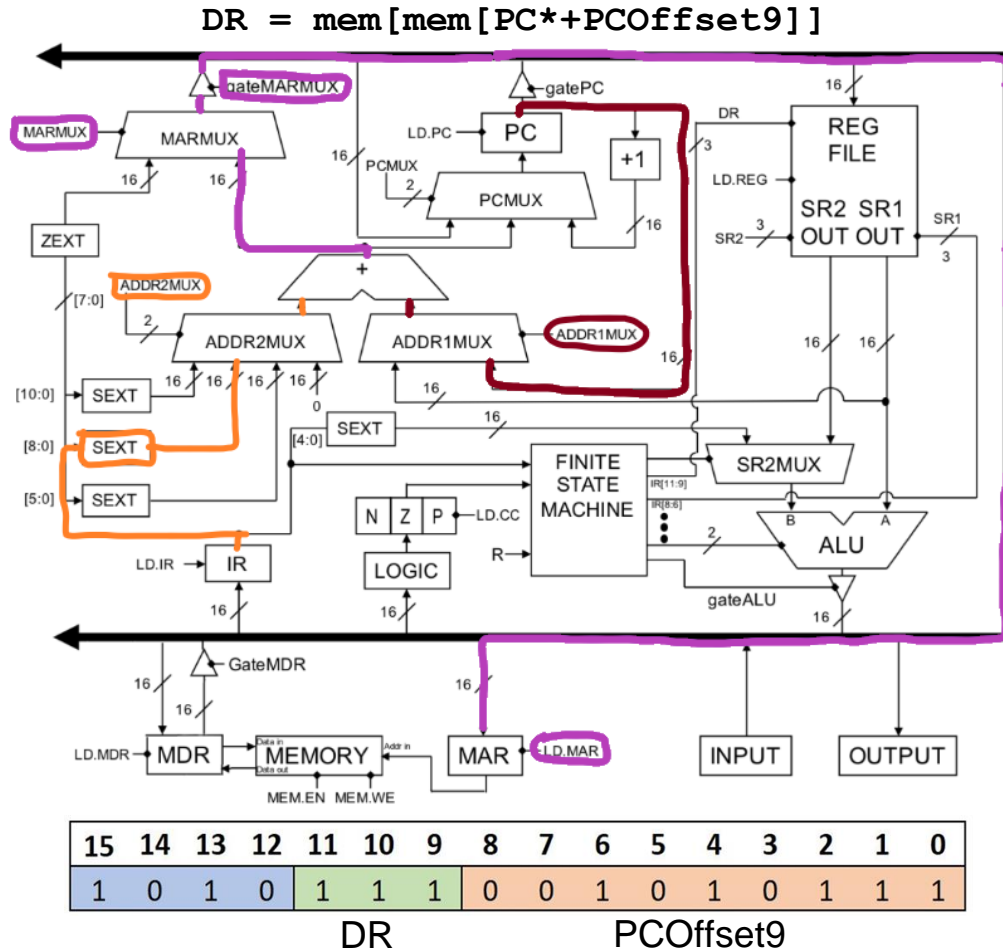 DR = mem[mem[PC*+PCOffset9]]
gateMARMUX
gatePC
16
MARMUX
MARMUX
LD.PC
PC
DR
REG
FILE
3
+1
16
PCMUX
2
PCMUX
LD.REG
16
16
16
ZEXT
SR2
OUT
SR1
OUT
SR2
3
SR1
3
+
ADDR2MUX
[7:0]
2
ADDR2MUX
ADDR1MUX
ADDR1MUX
16
16
16
[10:0]
SEXT
16
16
16
0
16
[4:0]
SEXT
16
[8:0]
SEXT
FINITE
STATE
MACHINE
SR2MUX
IR[11:9]
[5:0]
SEXT
IR[8:6]
N
Z
P
LD.CC
B
A
2
ALU
LD.IR
IR
LOGIC
R
gateALU
16
16
16
GateMDR
16
16
16
LD.MDR
MDR
Data in
MEMORY
Data out
Addr in
MAR
LD.MAR
INPUT
OUTPUT
MEM.EN
MEM.WE
15 14 13 12 11 10 9 8 7 6 5 4 3 2 1 0
1 0 1 0 1 1 1 0 0 1 0 1 0 1 1 1
DR
PCOffset9